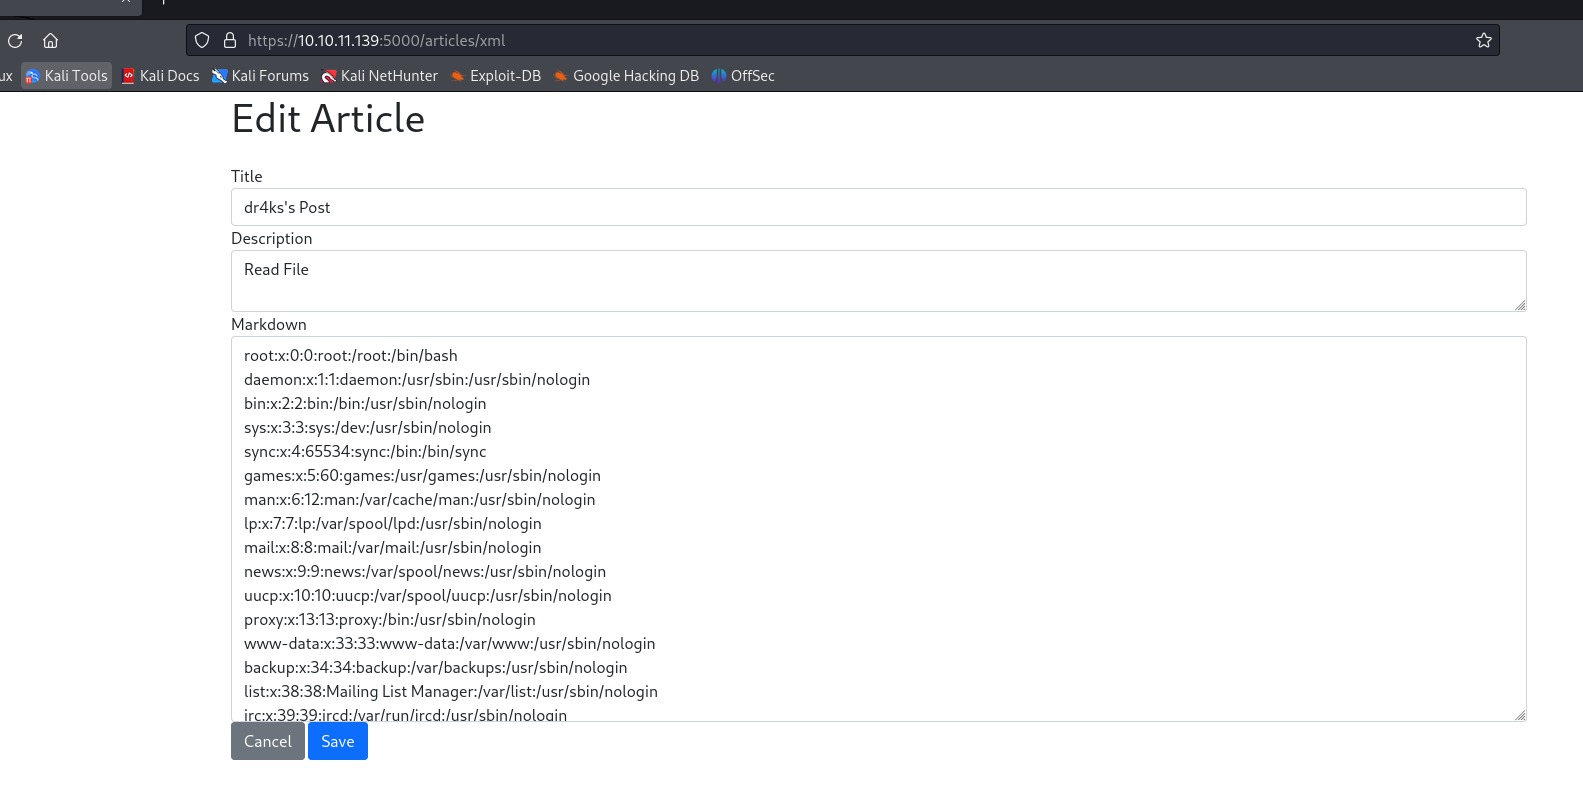 https://10.10.11.139:5000/articles/xml
ux Kali Tools Kali Docs Kali Forums Kali NetHunter Exploit-DB Google Hacking DB OffSec
Edit Article
Title
dr4ks's Post
Description
Read File
Markdown
root:x:0:0:root:/root:/bin/bash
daemon:x:1:1:daemon:/usr/sbin:/usr/sbin/nologin
bin:x:2:2:bin:/bin:/usr/sbin/nologin
sys:x:3:3:sys:/dev:/usr/sbin/nologin
sync:x:4:65534:sync:/bin:/bin/sync
games:x:5:60:games:/usr/games:/usr/sbin/nologin
man:x:6:12:man:/var/cache/man:/usr/sbin/nologin
lp:x:7:7:lp:/var/spool/lpd:/usr/sbin/nologin
mail:x:8:8:mail:/var/mail:/usr/sbin/nologin
news:x:9:9:news:/var/spool/news:/usr/sbin/nologin
uucp:x:10:10:uucp:/var/spool/uucp:/usr/sbin/nologin
proxy:x:13:13:proxy:/bin:/usr/sbin/nologin
www-data:x:33:33:www-data:/var/www:/usr/sbin/nologin
backup:x:34:34:backup:/var/backups:/usr/sbin/nologin
list:x:38:38:Mailing List Manager:/var/list:/usr/sbin/nologin
irc:x:39:39:ircd:/var/run/ircd:/usr/sbin/nologin
Cancel Save